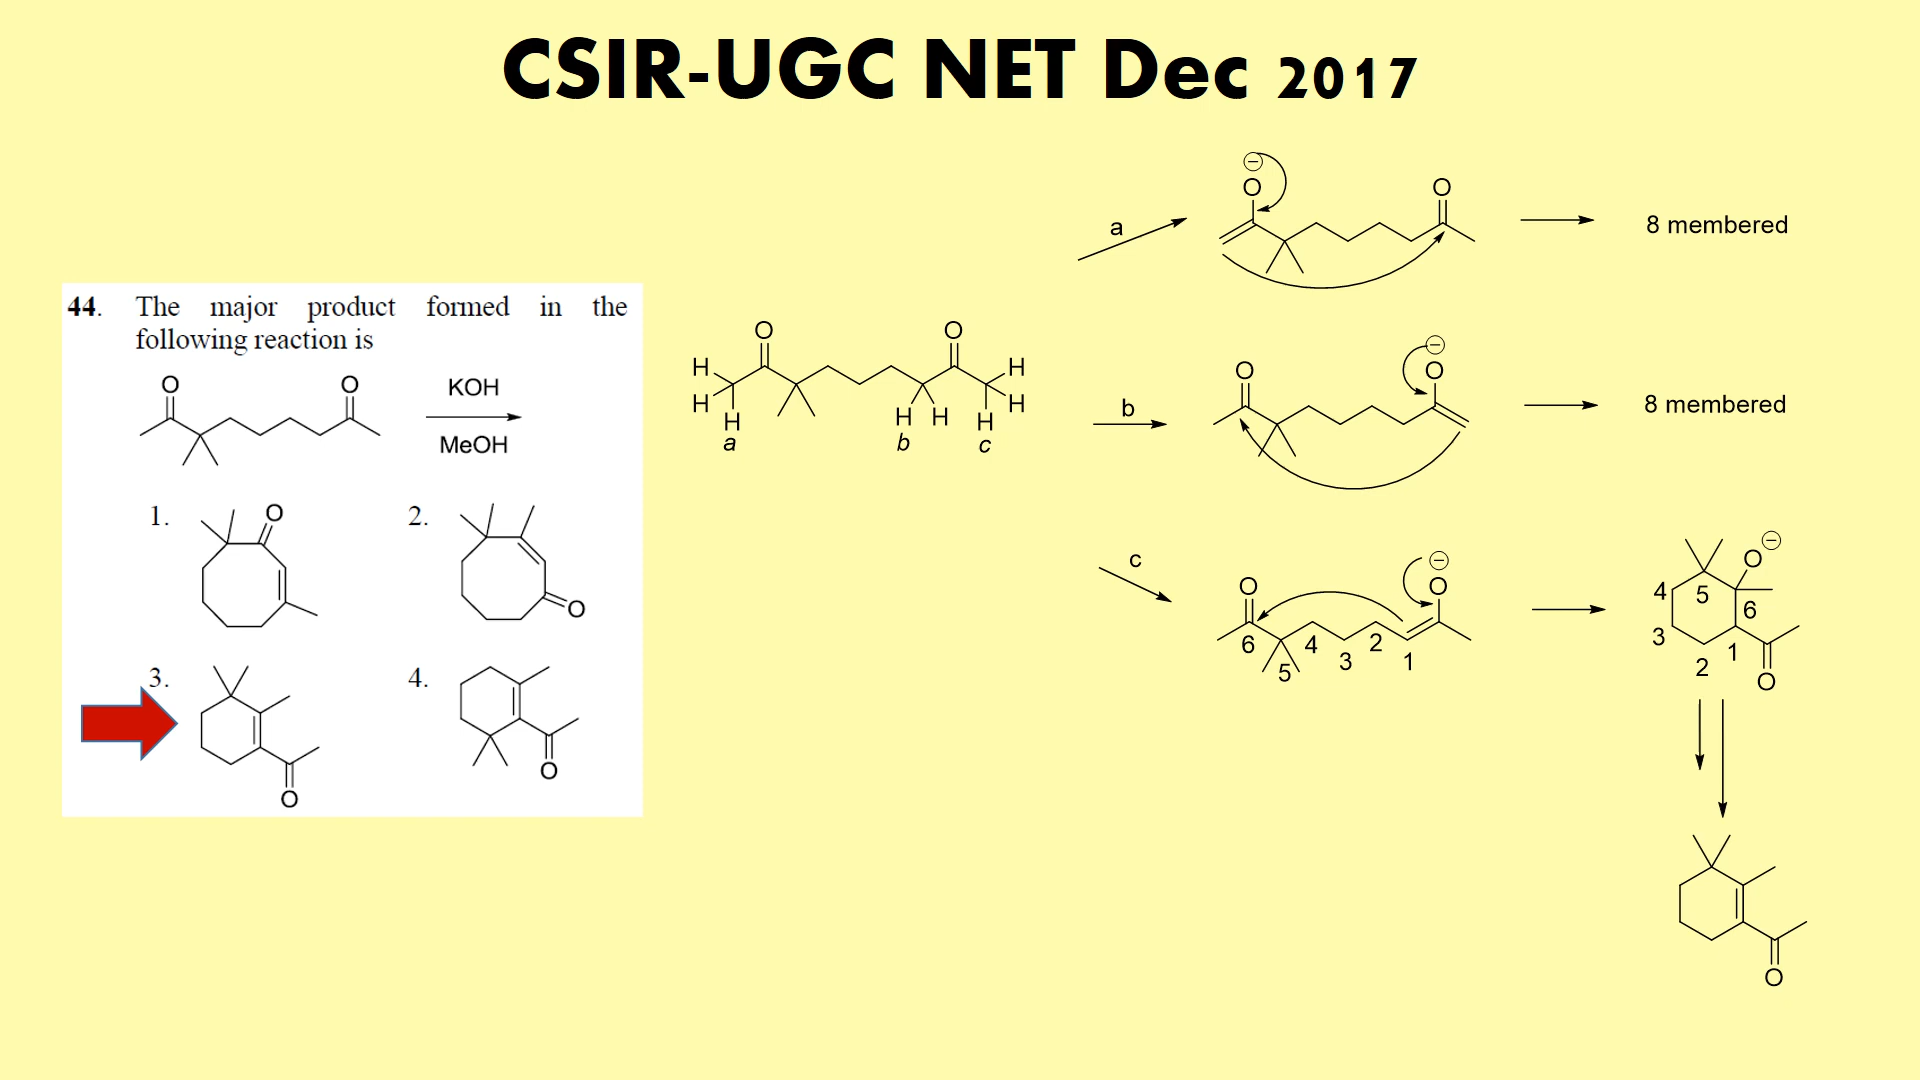 CSIR-UGC NET Dec 2017
44. The major product formed in the
following reaction is
O O
KOH
MeOH
1. O
2. O
3. O
4. O
O O
H H
H H
H H H H
a b c
a
⊖
O O
8 membered
b
⊖
O O
8 membered
c
⊖
O O
6 5 4 3 2 1
⊖
O
4 5 6
3 2 1
O
O